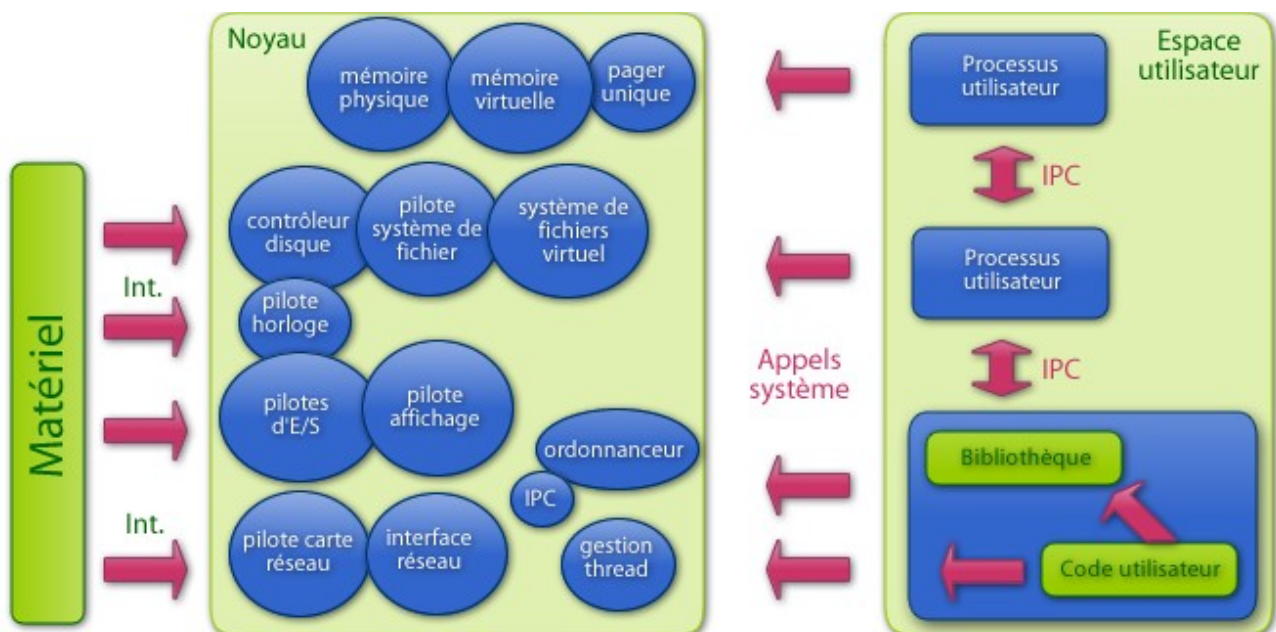 Noyau
mémoire
physique
mémoire
virtuelle
pager
unique
contrôleur
disque
pilote
système de
fichier
système de
fichiers
virtuel
pilote
horloge
pilotes
d'E/S
pilote
affichage
ordonnanceur
IPC
pilote carte
réseau
interface
réseau
gestion
thread
Matériel
Int.
Int.
Appels
système
Espace
utilisateur
Processus
utilisateur
IPC
Processus
utilisateur
IPC
Bibliothèque
Code utilisateur